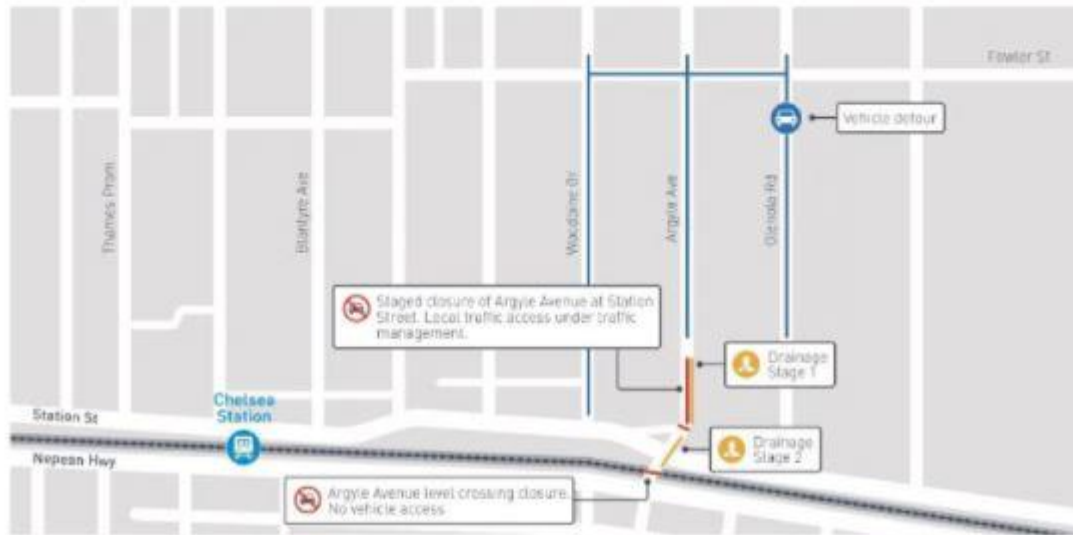 Fowler St
Vehicle detour
Thames Prom
Blantyre Ave
Woodbine Gr
Argyle Ave
Glenola Rd
Staged closure of Argyle Avenue at Station
Street. Local traffic access under traffic
management.
Drainage
Stage 1
Chelsea
Station
Station St
Drainage
Stage 2
Nepean Hwy
Argyle Avenue level crossing closure.
No vehicle access